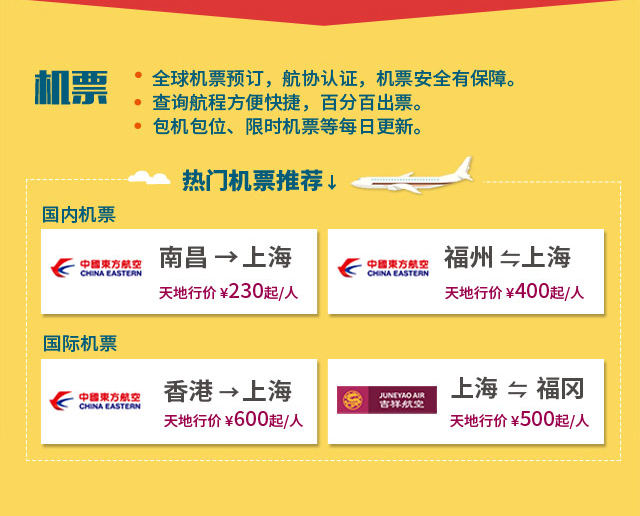 机票
• 全球机票预订，航协认证，机票安全有保障。
• 查询航程方便快捷，百分百出票。
• 包机包位、限时机票等每日更新。
热门机票推荐↓
国内机票
中國東方航空
CHINA EASTERN
南昌 → 上海
天地行价 ¥230起/人
中國東方航空
CHINA EASTERN
福州 ⇋ 上海
天地行价 ¥400起/人
国际机票
中國東方航空
CHINA EASTERN
香港 → 上海
天地行价 ¥600起/人
JUNEYAO AIR
吉祥航空
上海 ⇋ 福冈
天地行价 ¥500起/人